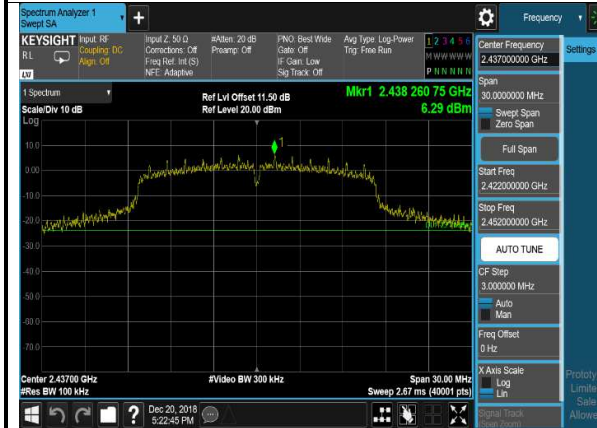 Spectrum Analyzer 1
Swept SA
+
Frequency
KEYSIGHT
Input: RF
Coupling: DC
Align: Off
Input Z: 50 Ω
Corrections: Off
Freq Ref: Int (S)
NFE: Adaptive
#Atten: 20 dB
Preamp: Off
PNO: Best Wide
Gate: Off
IF Gain: Low
Sig Track: Off
Avg Type: Log-Power
Trig: Free Run
1 2 3 4 5 6
M W W W W W
P N N N N N
R L
LXI
1 Spectrum
Scale/Div 10 dB
Ref Lvl Offset 11.50 dB
Ref Level 20.00 dBm
Mkr1 2.438 260 75 GHz
6.29 dBm
Log
1
10.0
0.00
-10.0
-20.0
-30.0
-40.0
-50.0
-60.0
-70.0
Center 2.43700 GHz
#Res BW 100 kHz
#Video BW 300 kHz
Span 30.00 MHz
Sweep 2.67 ms (40001 pts)
Dec 20, 2018
5:22:45 PM
?
Center Frequency
2.437000000 GHz
Settings
Span
30.0000000 MHz
Swept Span
Zero Span
Full Span
Start Freq
2.422000000 GHz
Stop Freq
2.452000000 GHz
AUTO TUNE
CF Step
3.000000 MHz
Auto
Man
Freq Offset
0 Hz
X Axis Scale
Log
Lin
Signal Track
(Span Zoom)